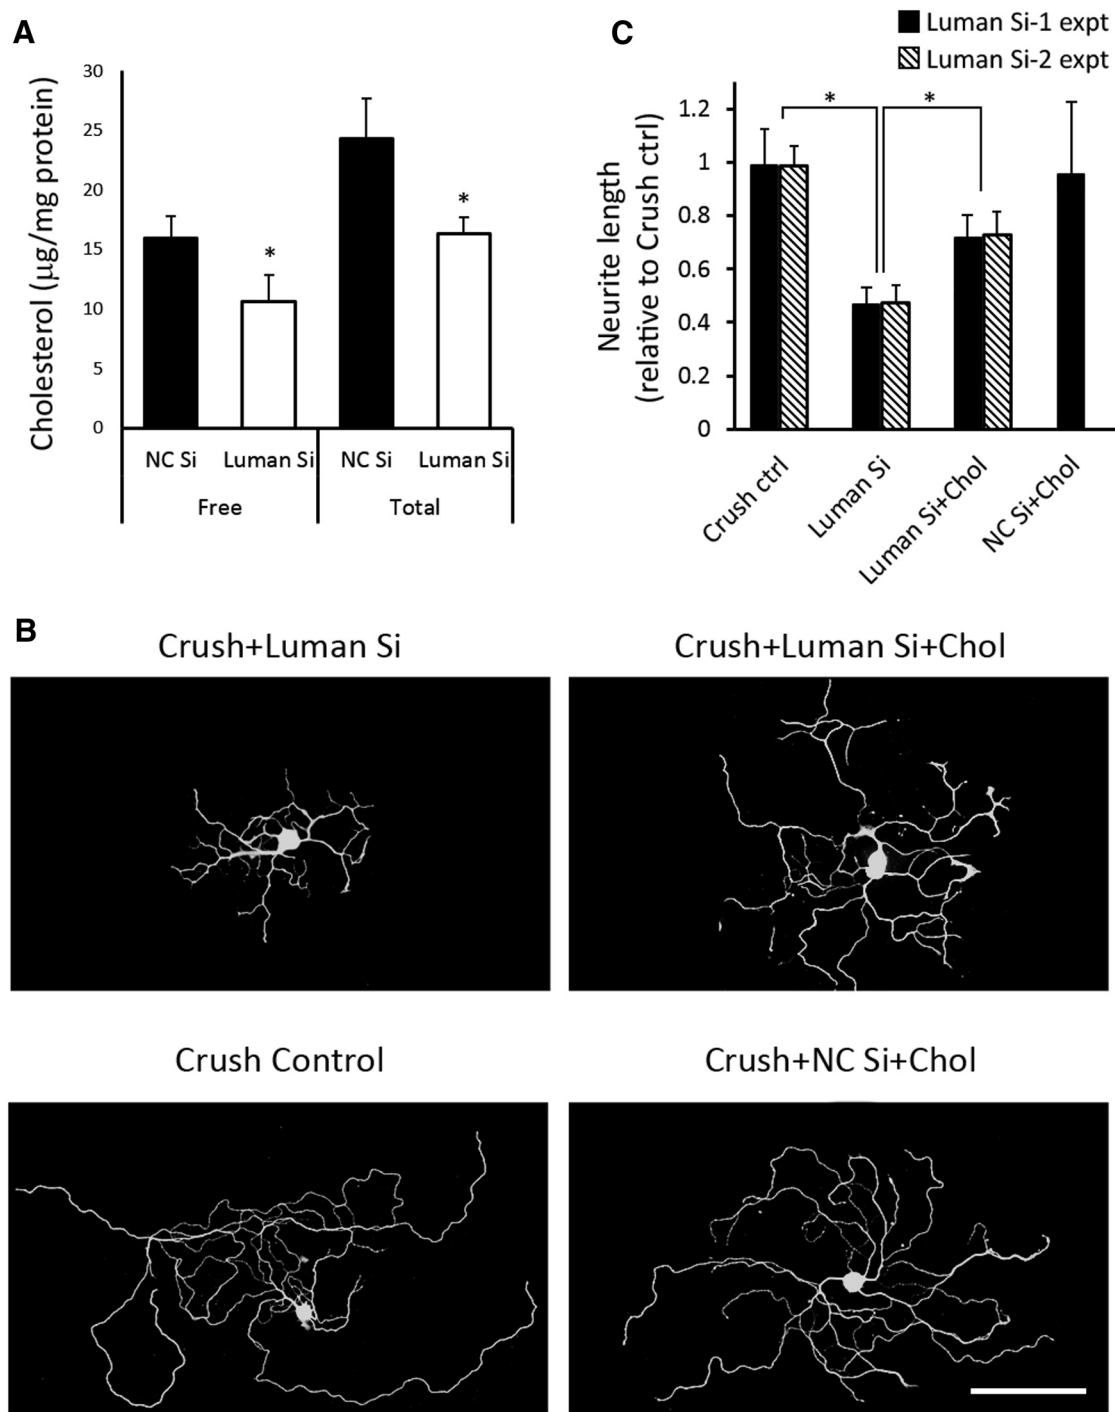 A
Cholesterol (μg/mg protein)
30
25
20
15
10
5
0
*
*
NC Si
Luman Si
NC Si
Luman Si
Free
Total
C
Luman Si-1 expt
Luman Si-2 expt
Neurite length
(relative to Crush ctrl)
1.2
1
0.8
0.6
0.4
0.2
0
*
*
Crush ctrl
Luman Si
Luman Si+Chol
NC Si+Chol
B
Crush+Luman Si
Crush+Luman Si+Chol
Crush Control
Crush+NC Si+Chol